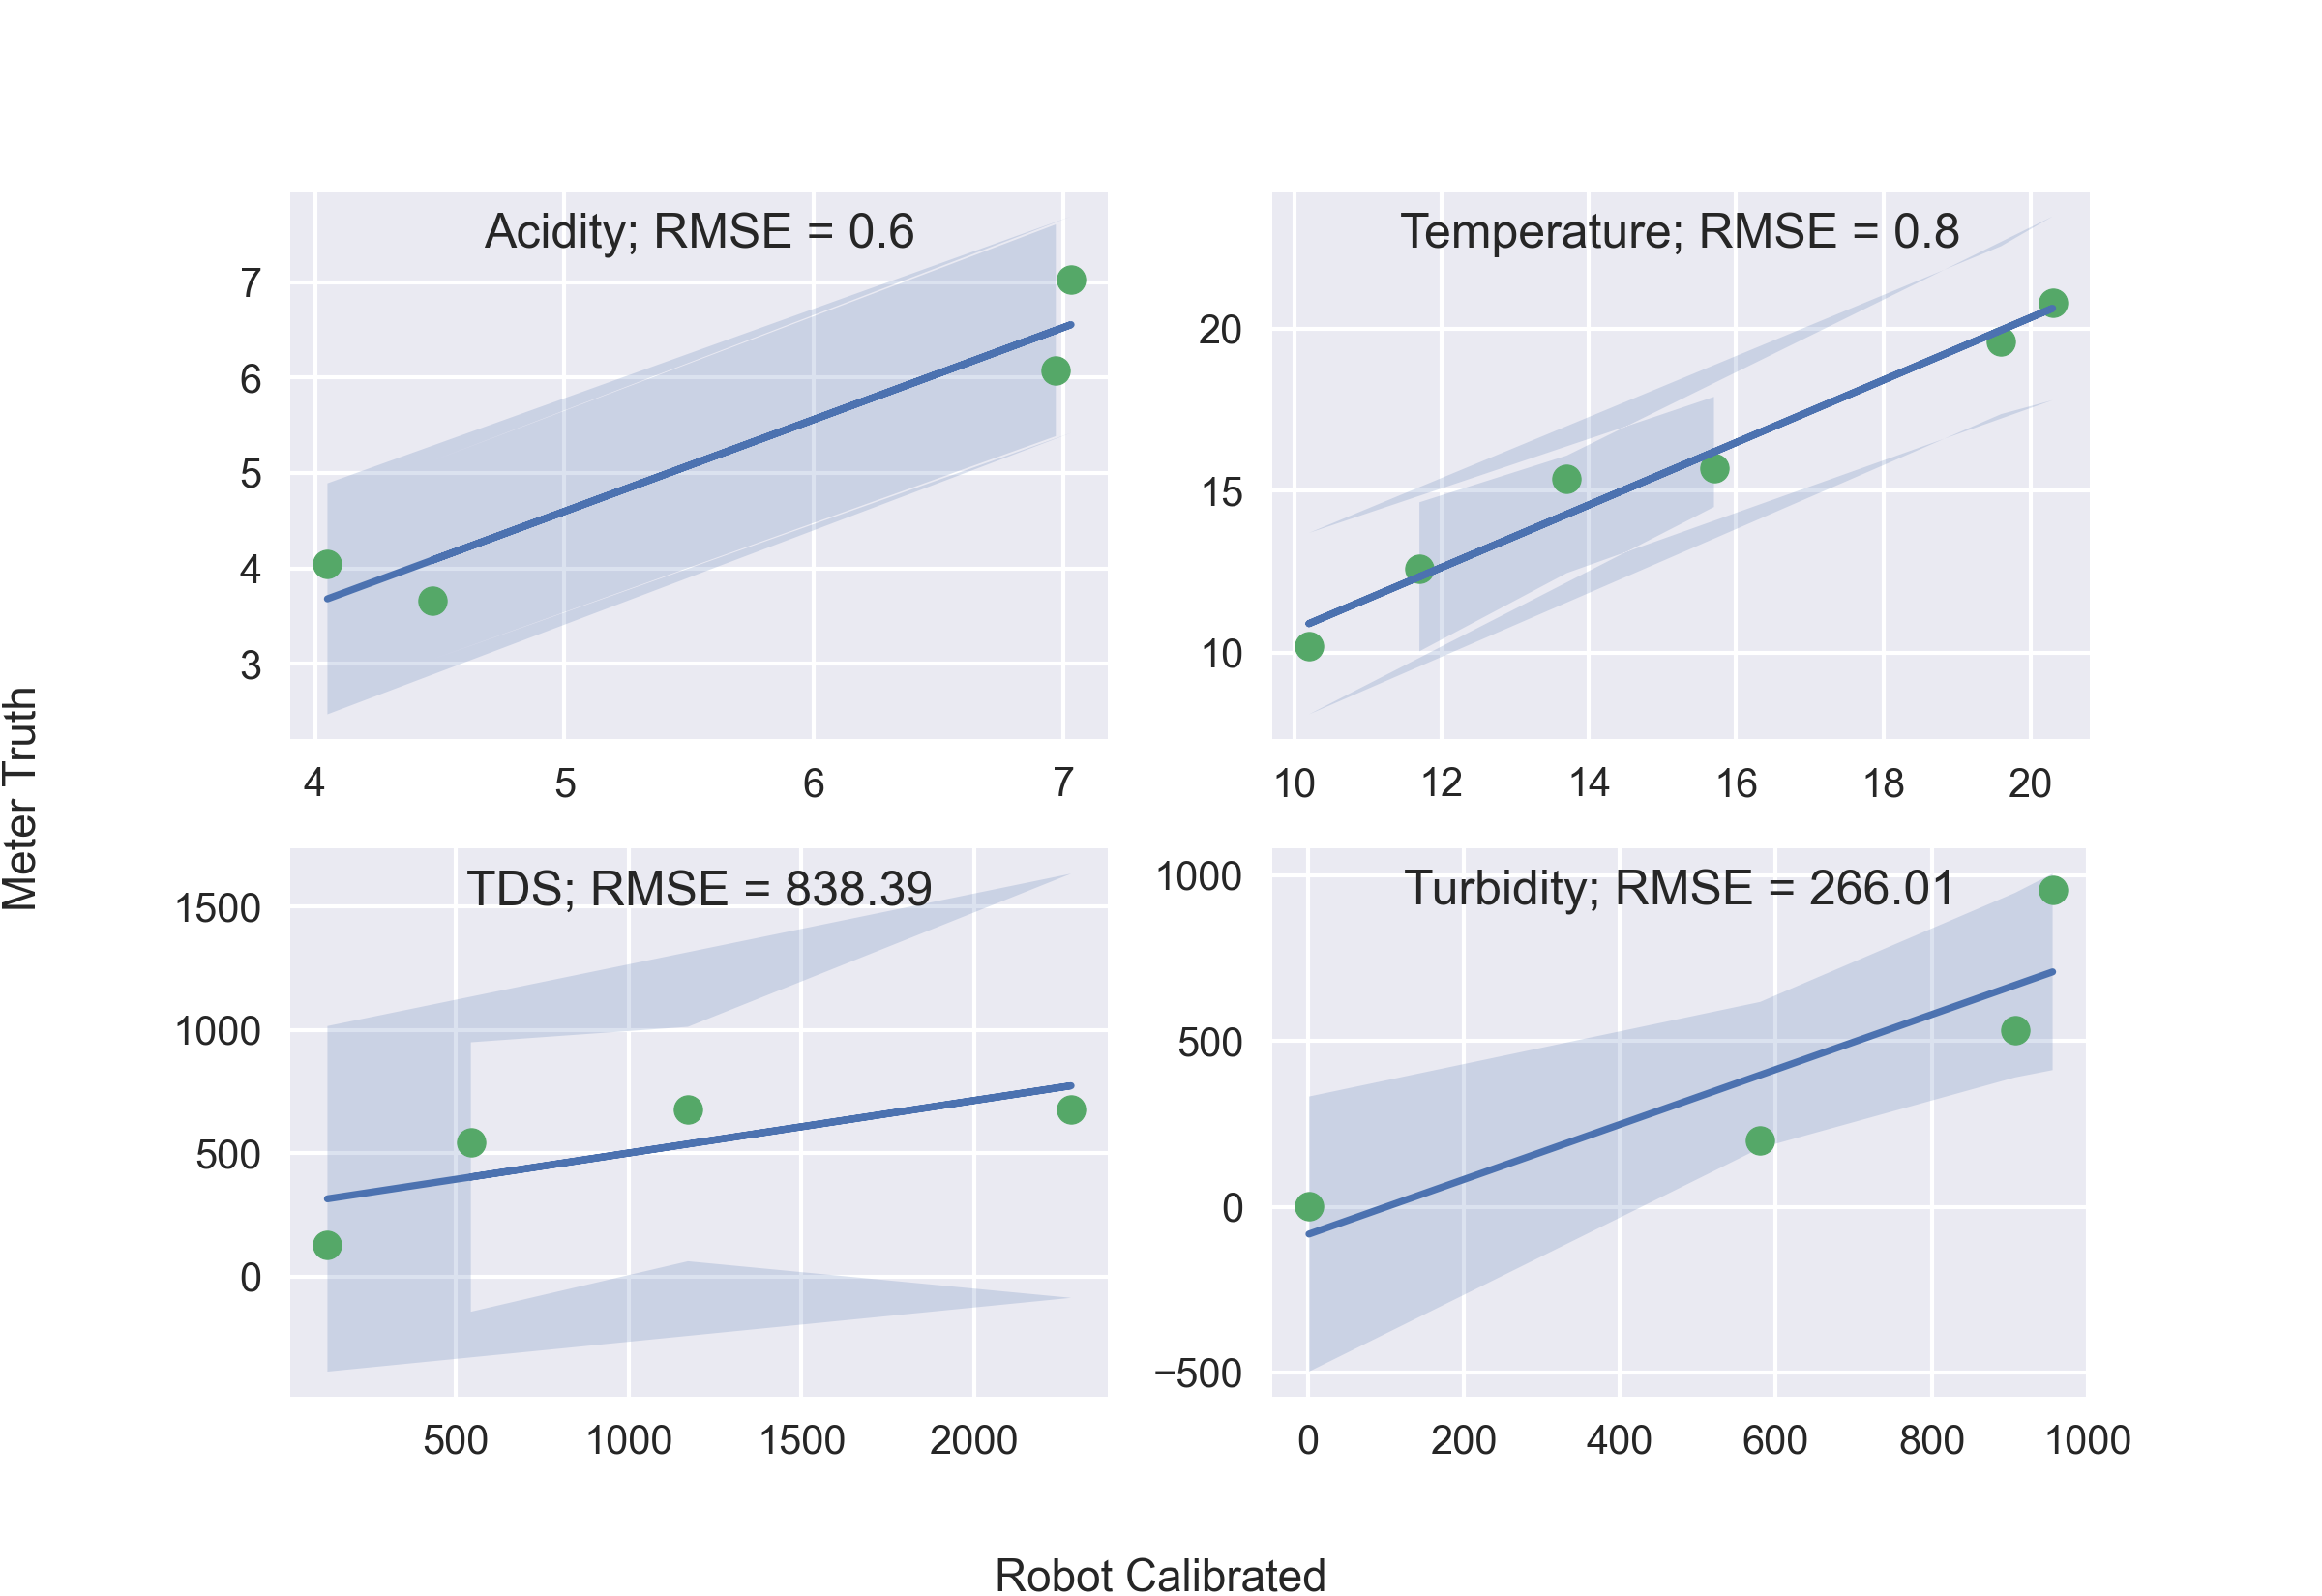 Acidity; RMSE = 0.6
7
6
5
4
3
4 5 6 7
Temperature; RMSE = 0.8
20
15
10
10 12 14 16 18 20
Meter Truth
TDS; RMSE = 838.39
1500
1000
500
0
500 1000 1500 2000
Turbidity; RMSE = 266.01
1000
500
0
−500
0 200 400 600 800 1000
Robot Calibrated